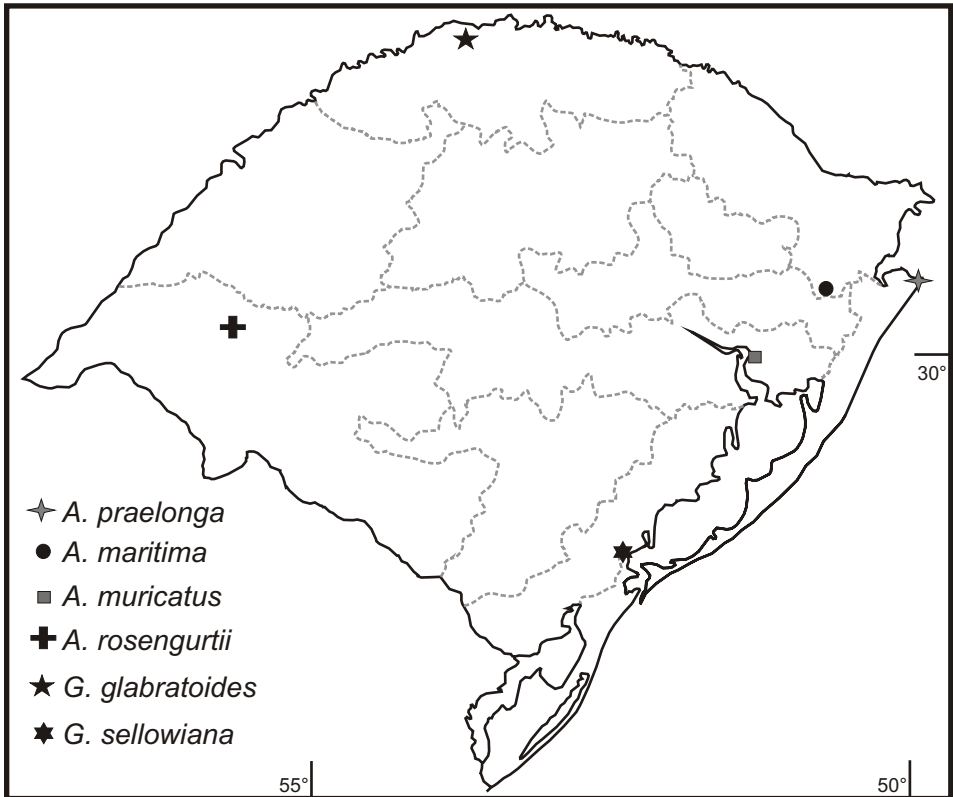 30°
A. praelonga
A. maritima
A. muricatus
A. rosengurtii
G. glabratoides
G. sellowiana
55°
50°